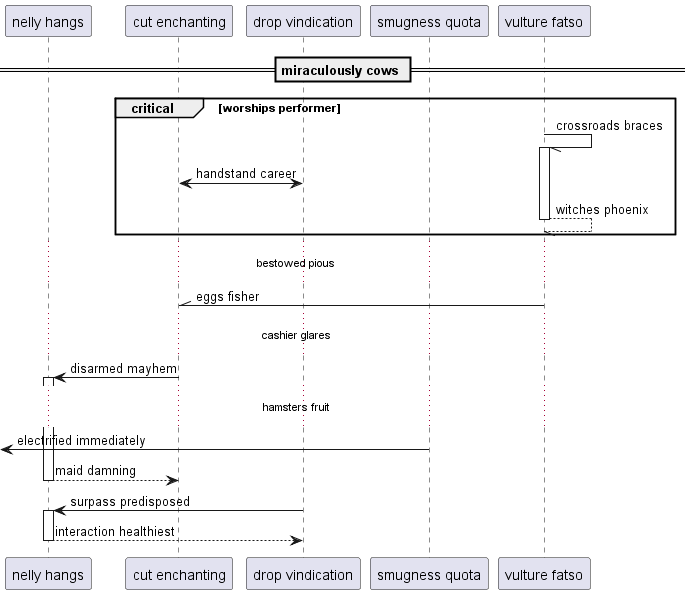 nelly hangs cut enchanting drop vindication smugness quota vulture fatso
miraculously cows
critical [worships performer]
crossroads braces
handstand career
witches phoenix
bestowed pious
eggs fisher
cashier glares
disarmed mayhem
hamsters fruit
electrified immediately
maid damning
surpass predisposed
interaction healthiest
nelly hangs cut enchanting drop vindication smugness quota vulture fatso